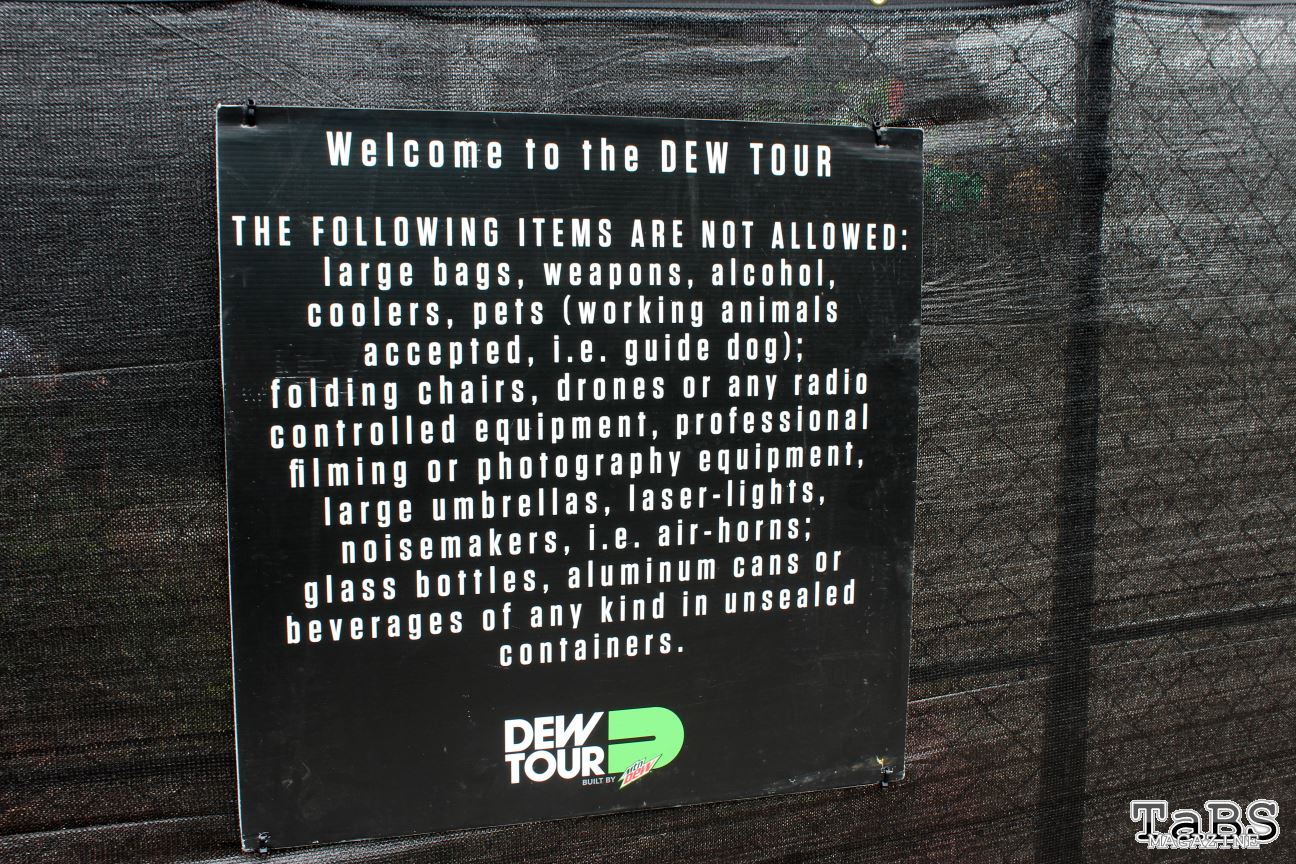 Welcome to the DEW TOUR
THE FOLLOWING ITEMS ARE NOT ALLOWED:
large bags, weapons, alcohol,
coolers, pets (working animals
accepted, i.e. guide dog);
folding chairs, drones or any radio
controlled equipment, professional
filming or photography equipment,
large umbrellas, laser-lights,
noisemakers, i.e. air-horns;
glass bottles, aluminum cans or
beverages of any kind in unsealed
containers.
DEW
TOUR
BUILT BY
MTN
DEW
TaBS
MAGAZINE